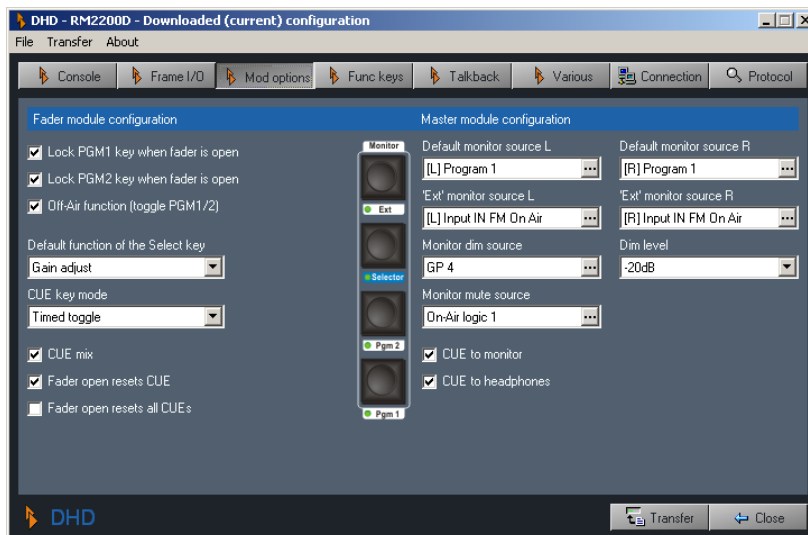 DHD - RM2200D - Downloaded (current) configuration
File Transfer About
Console Frame I/O Mod options Func keys Talkback Various Connection Protocol
Fader module configuration
Lock PGM1 key when fader is open
Lock PGM2 key when fader is open
Off-Air function (toggle PGM1/2)
Default function of the Select key
Gain adjust
CUE key mode
Timed toggle
CUE mix
Fader open resets CUE
Fader open resets all CUEs
Monitor
Ext
Selector
Pgm 2
Pgm 1
Master module configuration
Default monitor source L
[L] Program 1
Default monitor source R
[R] Program 1
'Ext' monitor source L
[L] Input IN FM On Air
'Ext' monitor source R
[R] Input IN FM On Air
Monitor dim source
GP 4
Dim level
-20dB
Monitor mute source
On-Air logic 1
CUE to monitor
CUE to headphones
DHD
Transfer Close